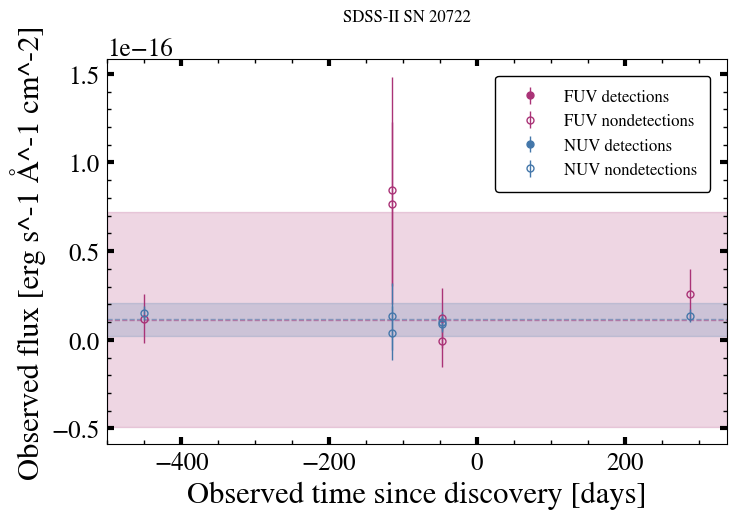 SDSS-II SN 20722
1e−16
Observed flux [erg s^-1 Å^-1 cm^-2]
1.5
1.0
0.5
0.0
−0.5
FUV detections
FUV nondetections
NUV detections
NUV nondetections
−400
−200
0
200
Observed time since discovery [days]